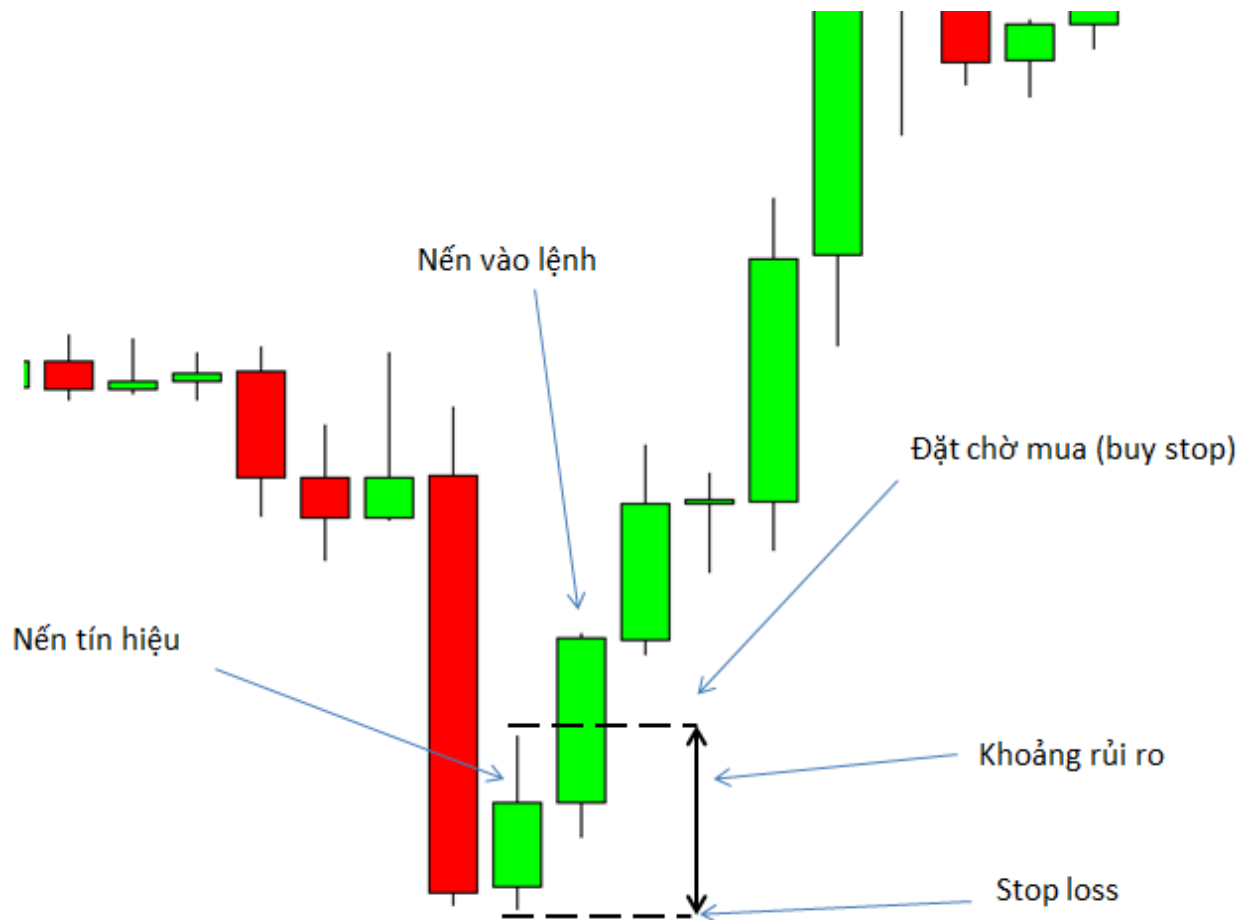 Nến vào lệnh
Đặt chờ mua (buy stop)
Nến tín hiệu
Khoảng rủi ro
Stop loss